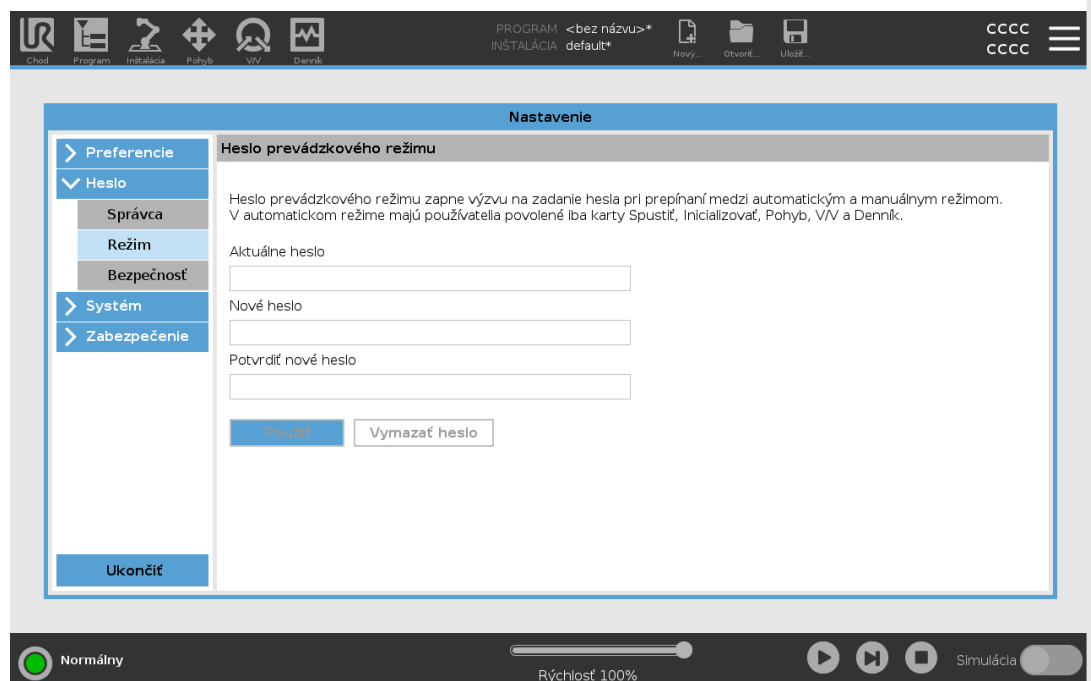 PROGRAM <bez názvu>*
INŠTALÁCIA default*
cccc
cccc
UR
Chod
Program
Inštalácia
Pohyb
V/V
Denník
Nový...
Otvoriť...
Uložiť...
Nastavenie
Preferencie
Heslo
Správca
Režim
Bezpečnosť
Systém
Zabezpečenie
Ukončiť
Heslo prevádzkového režimu
Heslo prevádzkového režimu zapne výzvu na zadanie hesla pri prepínaní medzi automatickým a manuálnym režimom.
V automatickom režime majú používatelia povolené iba karty Spustiť, Inicializovať, Pohyb, V/V a Denník.
Aktuálne heslo
Nové heslo
Potvrdiť nové heslo
Použiť
Vymazať heslo
Normálny
Rýchlosť 100%
Simulácia